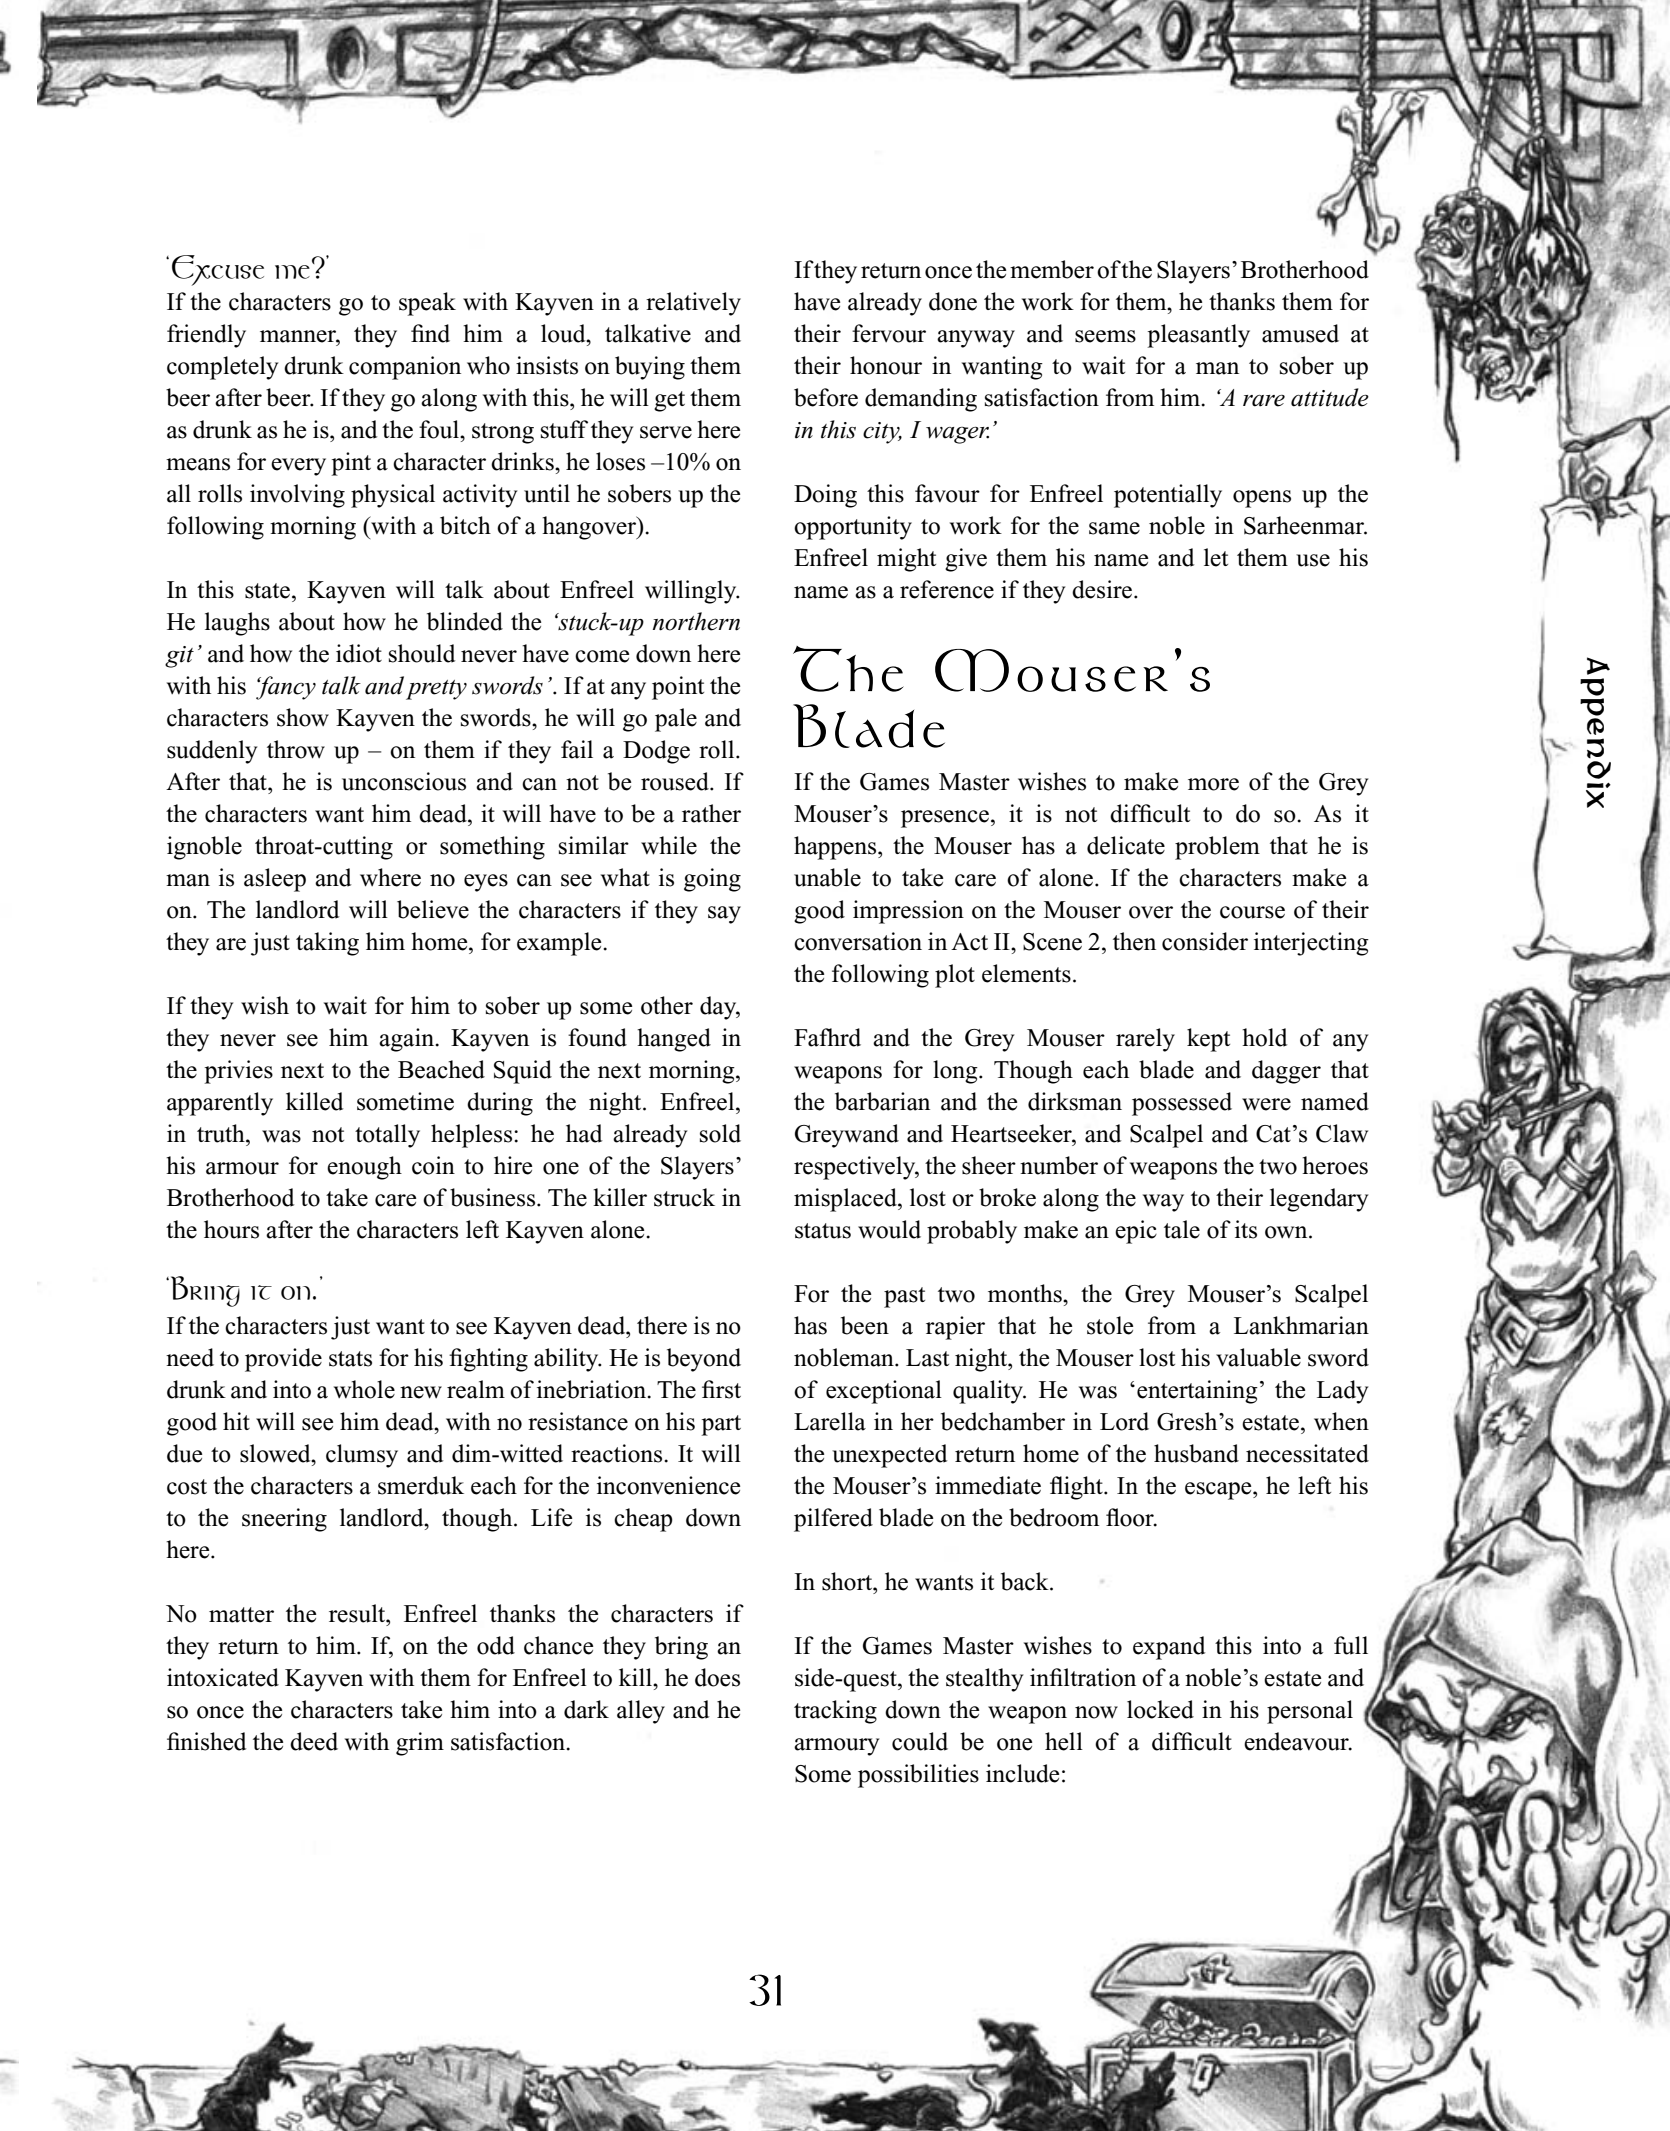 ‘Excuse me?’
If the characters go to speak with Kayven in a relatively
friendly manner, they find him a loud, talkative and
completely drunk companion who insists on buying them
beer after beer. If they go along with this, he will get them
as drunk as he is, and the foul, strong stuff they serve here
means for every pint a character drinks, he loses –10% on
all rolls involving physical activity until he sobers up the
following morning (with a bitch of a hangover).
In this state, Kayven will talk about Enfreel willingly.
He laughs about how he blinded the ‘stuck-up northern
git’ and how the idiot should never have come down here
with his ‘fancy talk and pretty swords’. If at any point the
characters show Kayven the swords, he will go pale and
suddenly throw up – on them if they fail a Dodge roll.
After that, he is unconscious and can not be roused. If
the characters want him dead, it will have to be a rather
ignoble throat-cutting or something similar while the
man is asleep and where no eyes can see what is going
on. The landlord will believe the characters if they say
they are just taking him home, for example.
If they wish to wait for him to sober up some other day,
they never see him again. Kayven is found hanged in
the privies next to the Beached Squid the next morning,
apparently killed sometime during the night. Enfreel,
in truth, was not totally helpless: he had already sold
his armour for enough coin to hire one of the Slayers’
Brotherhood to take care of business. The killer struck in
the hours after the characters left Kayven alone.
‘Bring it on.’
If the characters just want to see Kayven dead, there is no
need to provide stats for his fighting ability. He is beyond
drunk and into a whole new realm of inebriation. The first
good hit will see him dead, with no resistance on his part
due to slowed, clumsy and dim-witted reactions. It will
cost the characters a smerduk each for the inconvenience
to the sneering landlord, though. Life is cheap down
here.
No matter the result, Enfreel thanks the characters if
they return to him. If, on the odd chance they bring an
intoxicated Kayven with them for Enfreel to kill, he does
so once the characters take him into a dark alley and he
finished the deed with grim satisfaction.
If they return once the member of the Slayers’ Brotherhood
have already done the work for them, he thanks them for
their fervour anyway and seems pleasantly amused at
their honour in wanting to wait for a man to sober up
before demanding satisfaction from him. ‘A rare attitude
in this city, I wager.’
Doing this favour for Enfreel potentially opens up the
opportunity to work for the same noble in Sarheenmar.
Enfreel might give them his name and let them use his
name as a reference if they desire.
The Mouser’s
Blade
If the Games Master wishes to make more of the Grey
Mouser’s presence, it is not difficult to do so. As it
happens, the Mouser has a delicate problem that he is
unable to take care of alone. If the characters make a
good impression on the Mouser over the course of their
conversation in Act II, Scene 2, then consider interjecting
the following plot elements.
Fafhrd and the Grey Mouser rarely kept hold of any
weapons for long. Though each blade and dagger that
the barbarian and the dirksman possessed were named
Greywand and Heartseeker, and Scalpel and Cat’s Claw
respectively, the sheer number of weapons the two heroes
misplaced, lost or broke along the way to their legendary
status would probably make an epic tale of its own.
For the past two months, the Grey Mouser’s Scalpel
has been a rapier that he stole from a Lankhmarian
nobleman. Last night, the Mouser lost his valuable sword
of exceptional quality. He was ‘entertaining’ the Lady
Larella in her bedchamber in Lord Gresh’s estate, when
the unexpected return home of the husband necessitated
the Mouser’s immediate flight. In the escape, he left his
pilfered blade on the bedroom floor.
In short, he wants it back.
If the Games Master wishes to expand this into a full
side-quest, the stealthy infiltration of a noble’s estate and
tracking down the weapon now locked in his personal
armoury could be one hell of a difficult endeavour.
Some possibilities include:
Appendix
31